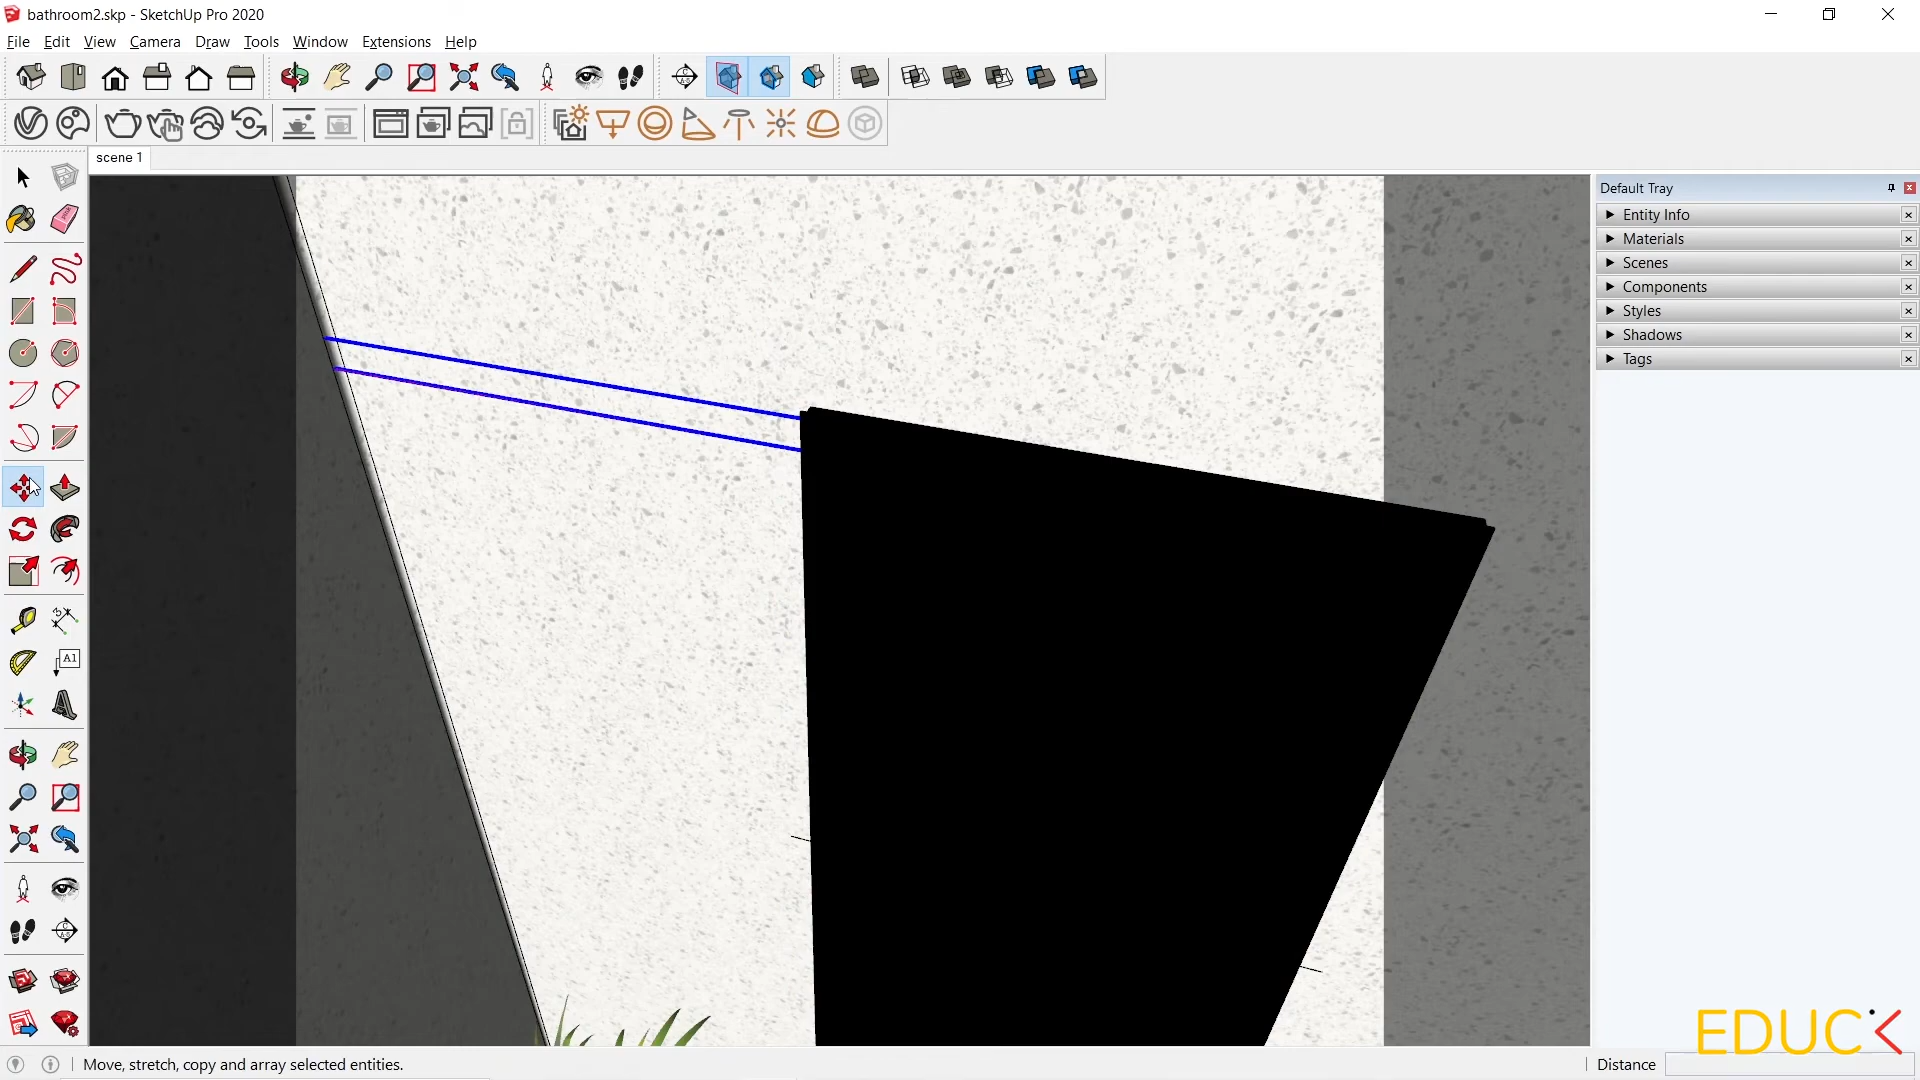 bathroom2.skp - SketchUp Pro 2020
File Edit View Camera Draw Tools Window Extensions Help
scene 1
Default Tray
Entity Info
Materials
Scenes
Components
Styles
Shadows
Tags
A1
Move, stretch, copy and array selected entities.
Distance
EDUC